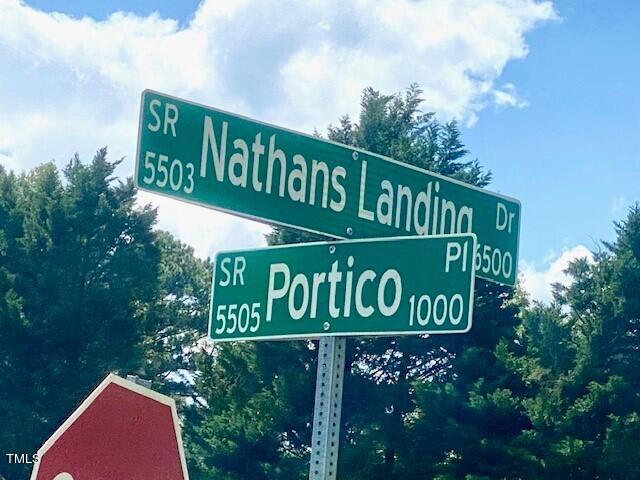 SR 5503 Nathans Landing Dr 6500
SR 5505 Portico Pl 1000
TMLS